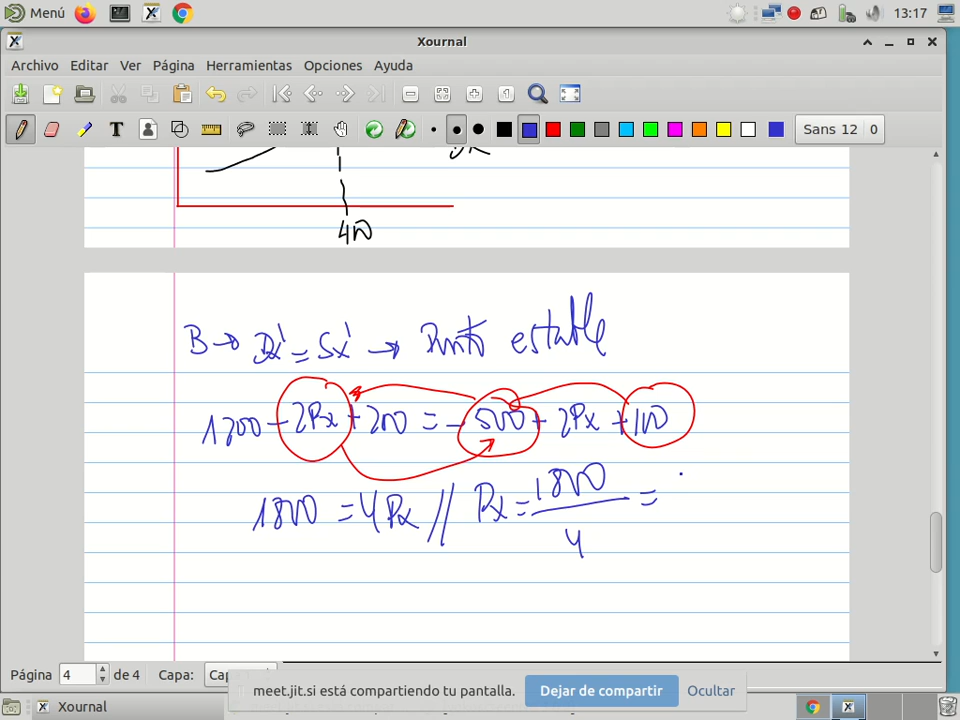 Menú 13:17
Xournal
Archivo Editar Ver Página Herramientas Opciones Ayuda
Sans 12 0
400
B → Dx' = Sx' → Punto estable
1200 - 2Px + 200 = - 500 + 2Px + 100
1800 = 4Px // Px = 1800 / 4 =
Página 4 de 4 Capa:
meet.jit.si está compartiendo tu pantalla. Dejar de compartir Ocultar
Xournal